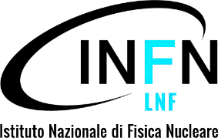 INFN
LNF
Istituto Nazionale di Fisica Nucleare